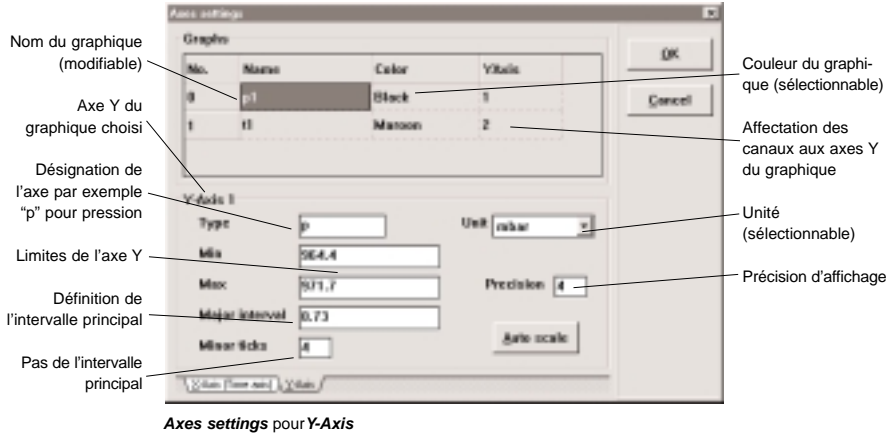 Axes settings
Graphs
No. Name Color YAxis
0 p1 Black 1
1 t1 Maroon 2
OK
Cancel
Y-Axis 1
Type p Unit mbar
Min 964.4
Max 971.7 Precision 4
Major interval 0.73
Minor ticks 4
Auto scale
X-Axis [Time axis] Y-Axis
Nom du graphique
(modifiable)
Axe Y du
graphique choisi
Désignation de
l'axe par exemple
“p” pour pression
Limites de l'axe Y
Définition de
l'intervalle principal
Pas de l'intervalle
principal
Couleur du graphi-
que (sélectionnable)
Affectation des
canaux aux axes Y
du graphique
Unité
(sélectionnable)
Précision d'affichage
Axes settings pour Y-Axis